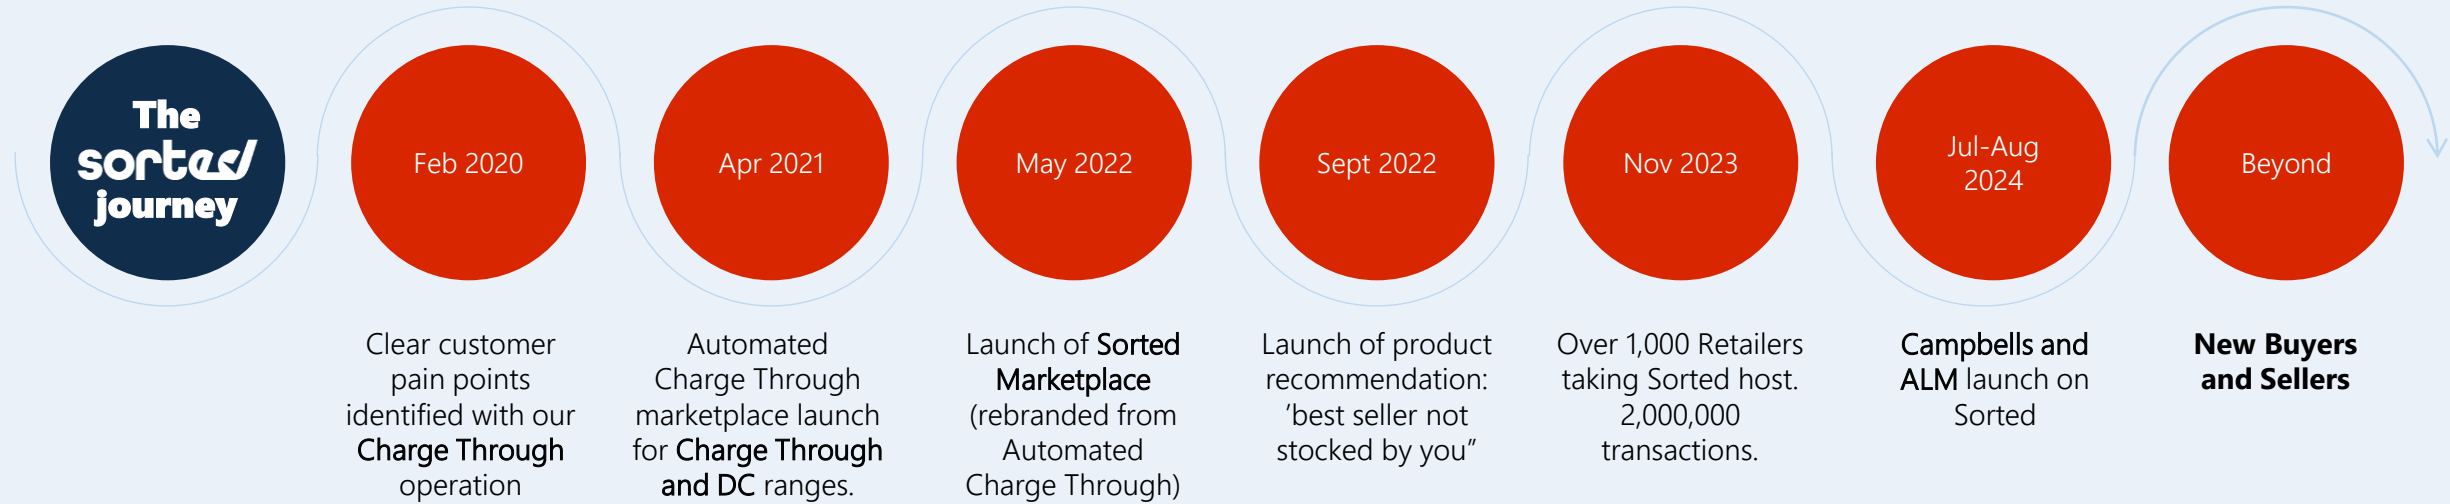 The
sorted
journey
Feb 2020
Clear customer
pain points
identified with our
Charge Through
operation
Apr 2021
Automated
Charge Through
marketplace launch
for Charge Through
and DC ranges.
May 2022
Launch of Sorted
Marketplace
(rebranded from
Automated
Charge Through)
Sept 2022
Launch of product
recommendation:
’best seller not
stocked by you”
Nov 2023
Over 1,000 Retailers
taking Sorted host.
2,000,000
transactions.
Jul-Aug
2024
Campbells and
ALM launch on
Sorted
Beyond
New Buyers
and Sellers